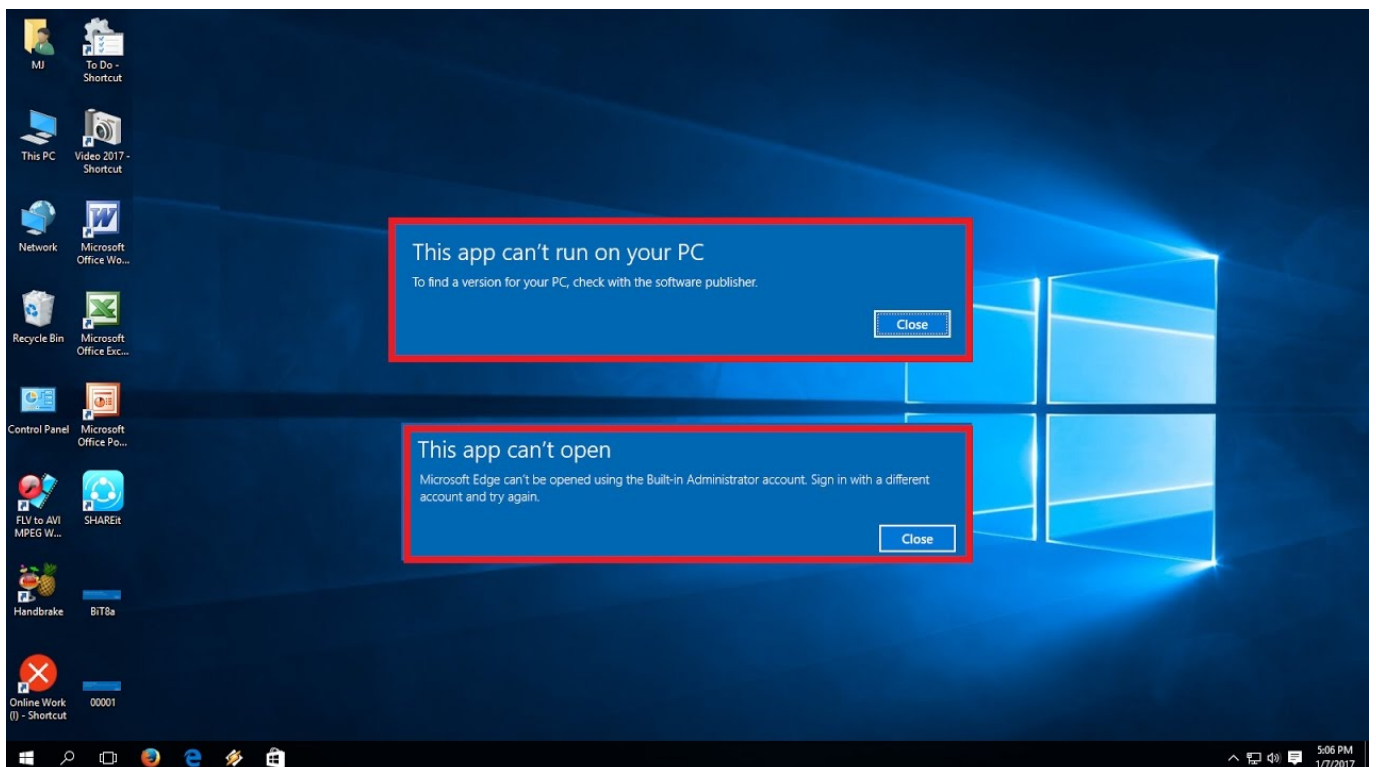 MJ
To Do -
Shortcut
This PC
Video 2017 -
Shortcut
Network
Microsoft
Office Wo...
Recycle Bin
Microsoft
Office Exc...
Control Panel
Microsoft
Office Po...
FLV to AVI
MPEG W...
SHAREit
Handbrake
BiT8a
Online Work
(I) - Shortcut
00001
This app can't run on your PC
To find a version for your PC, check with the software publisher.
Close
This app can't open
Microsoft Edge can't be opened using the Built-in Administrator account. Sign in with a different
account and try again.
Close
5:06 PM
1/7/2017